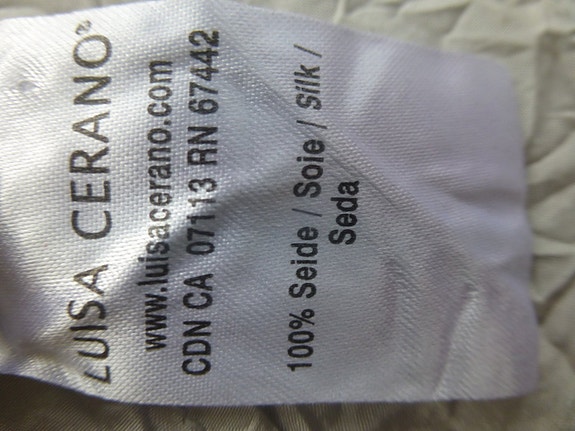 LUISA CERANO®
www.luisacerano.com
CDN CA 07113 RN 67442
100% Seide / Soie / Silk /
Seda